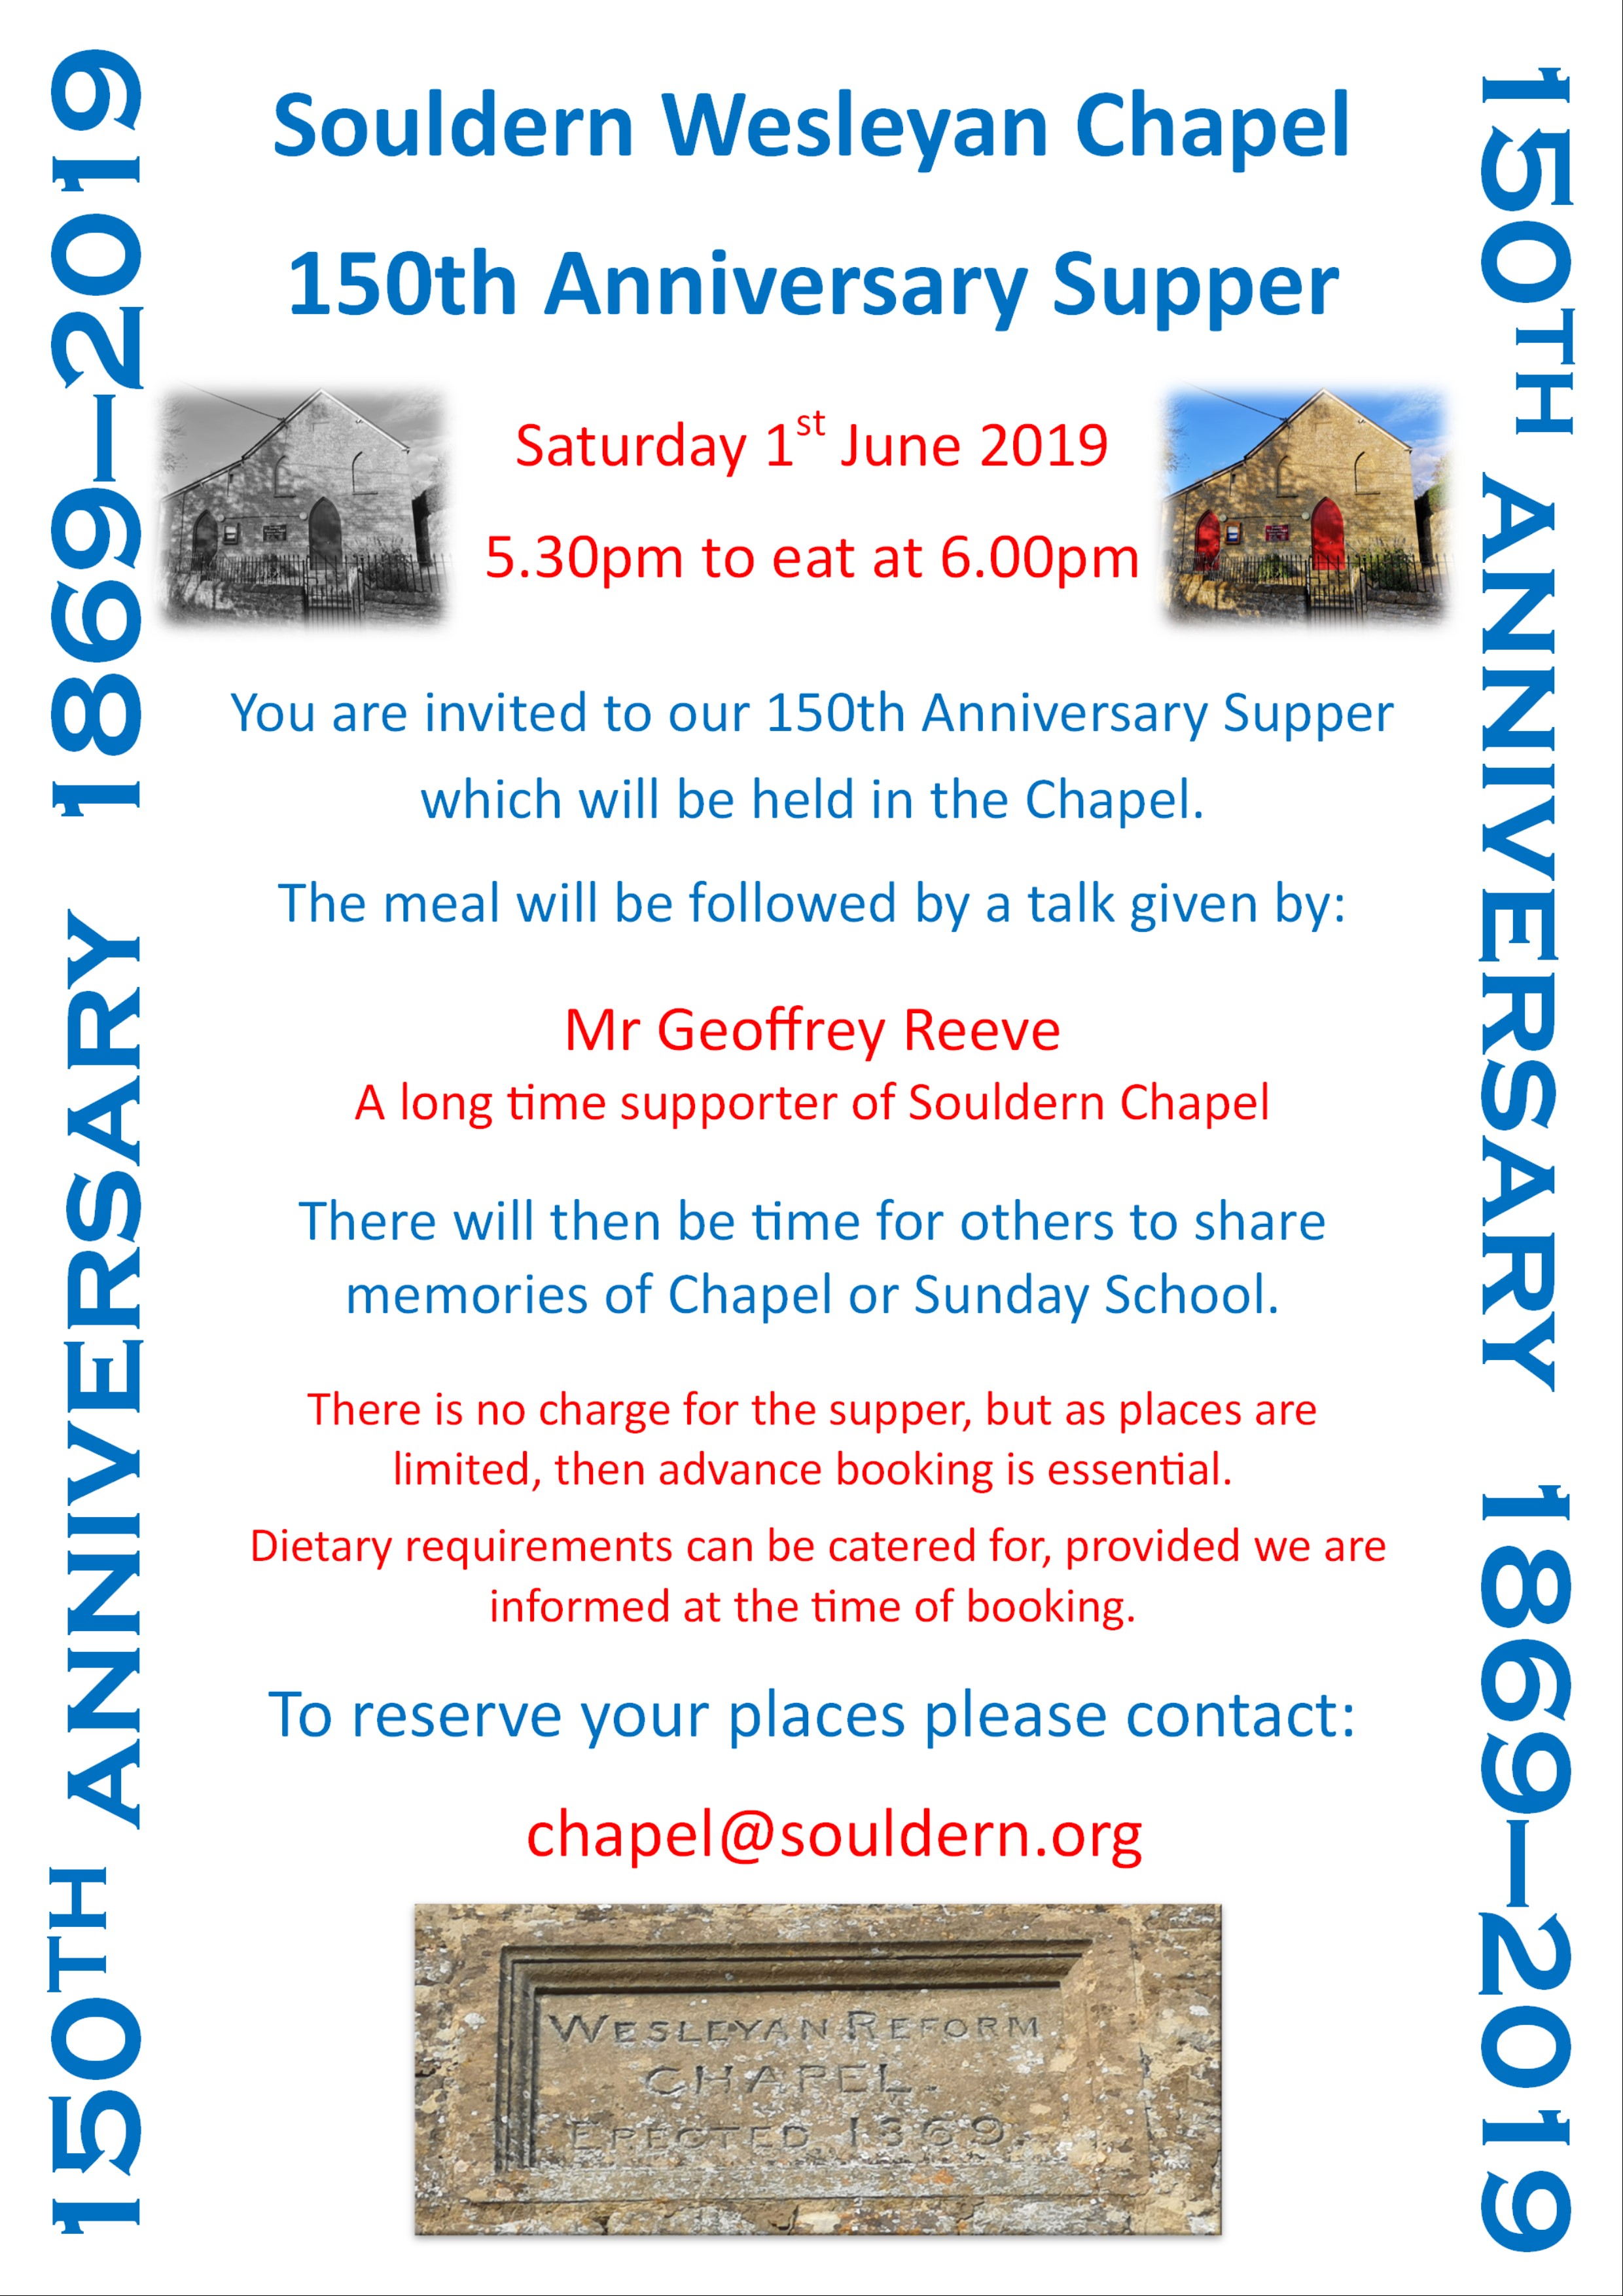 Souldern Wesleyan Chapel
150th Anniversary Supper
Saturday 1st June 2019
5.30pm to eat at 6.00pm
You are invited to our 150th Anniversary Supper
which will be held in the Chapel.
The meal will be followed by a talk given by:
Mr Geoffrey Reeve
A long time supporter of Souldern Chapel
There will then be time for others to share
memories of Chapel or Sunday School.
There is no charge for the supper, but as places are
limited, then advance booking is essential.
Dietary requirements can be catered for, provided we are
informed at the time of booking.
To reserve your places please contact:
chapel@souldern.org
WESLEYAN REFORM
CHAPEL.
ERECTED 1869.
150TH ANNIVERSARY 1869–2019
150TH ANNIVERSARY 1869–2019